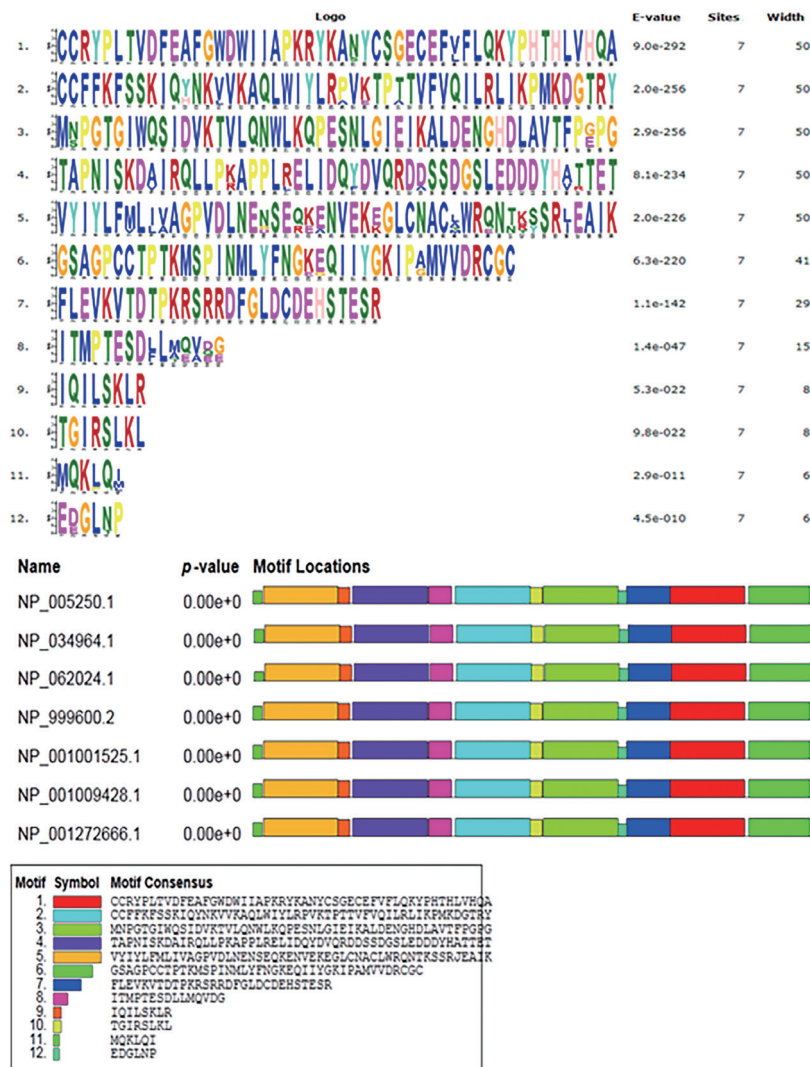 Logo E-value Sites Width
1. CCRYPLTVDFEAFGWDWIIAPKRYKANYCSGECEFVFLQKYPHTHLVHQA 9.0e-292 7 50
2. CCFFKFSSKIQYNKVVKAQLWIYLRPVKTPTTVFVQILRLIKPMKDGTRY 2.0e-256 7 50
3. MNPGTGIWQSIDVKTVLQNWLKQPESNLGIEIKALDENGHDLAVTFPGPG 2.9e-256 7 50
4. TAPNISKDAIRQLLPKAPPLRELIDQYDVQRDDSSDGSLEDDDYHATTET 8.1e-234 7 50
5. VYIYLFMLIVAGPVDLNENSEQKENVEKEGLCNACLWRQNTKSSRLEAIK 2.0e-226 7 50
6. GSAGPCCTPTKMSPINMLYFNGKEQIIYGKIPAMVVDRCGC 6.3e-220 7 41
7. FLEVKVTDTPKRSRRDFGLDCDEHSTESR 1.1e-142 7 29
8. ITMPTESDLLMQVDG 1.4e-047 7 15
9. IQILSKLR 5.3e-022 7 8
10. TGIRSLKL 9.8e-022 7 8
11. MQKLQI 2.9e-011 7 6
12. EDGLNP 4.5e-010 7 6
Name p-value Motif Locations
NP_005250.1 0.00e+0
NP_034964.1 0.00e+0
NP_062024.1 0.00e+0
NP_999600.2 0.00e+0
NP_001001525.1 0.00e+0
NP_001009428.1 0.00e+0
NP_001272666.1 0.00e+0
Motif Symbol Motif Consensus
1. CCRYPLTVDFEAFGWDWIIAPKRYKANYCSGECEFVFLQKYPHTHLVHQA
2. CCFFKFSSKIQYNKVVKAQLWIYLRPVKTPTTVFVQILRLIKPMKDGTRY
3. MNPGTGIWQSIDVKTVLQNWLKQPESNLGIEIKALDENGHDLAVTFPGPG
4. TAPNISKDAIRQLLPKAPPLRELIDQYDVQRDDSSDGSLEDDDYHATTET
5. VYIYLFMLIVAGPVDLNENSEQKENVEKEGLCNACLWRQNTKSSRJEAIK
6. GSAGPCCTPTKMSPINMLYFNGKEQIIYGKIPAMVVDRCGC
7. FLEVKVTDTPKRSRRDFGLDCDEHSTESR
8. ITMPTESDLLMQVDG
9. IQILSKLR
10. TGIRSLKL
11. MQKLQI
12. EDGLNP